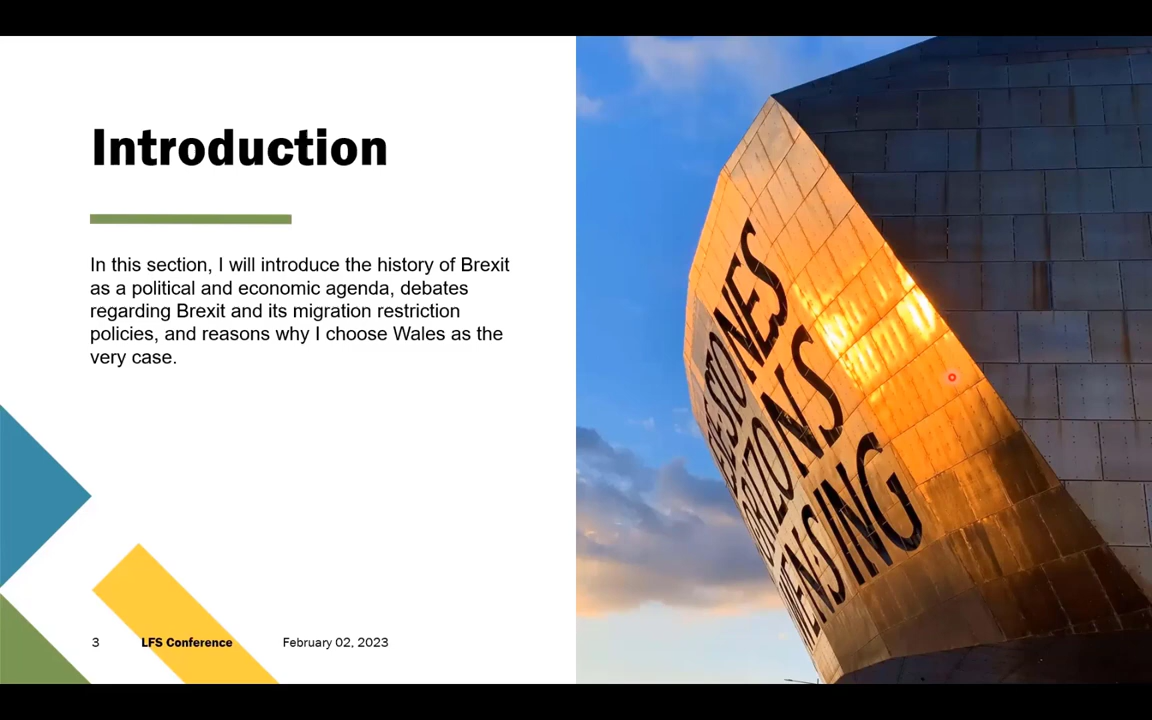 Introduction
In this section, I will introduce the history of Brexit
as a political and economic agenda, debates
regarding Brexit and its migration restriction
policies, and reasons why I choose Wales as the
very case.
3 LFS Conference February 02, 2023
SING